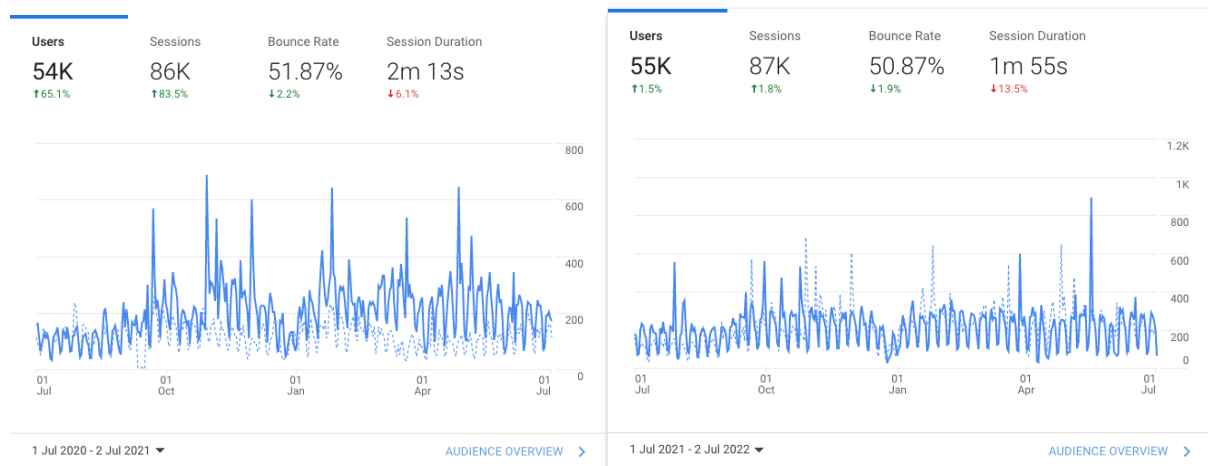 Users Sessions Bounce Rate Session Duration
54K 86K 51.87% 2m 13s
↑65.1% ↑83.5% ↓2.2% ↓6.1%
800
600
400
200
0
01 01 01 01 01
Jul Oct Jan Apr Jul
1 Jul 2020 - 2 Jul 2021 AUDIENCE OVERVIEW
Users Sessions Bounce Rate Session Duration
55K 87K 50.87% 1m 55s
↑1.5% ↑1.8% ↓1.9% ↓13.5%
1.2K
1K
800
600
400
200
0
01 01 01 01 01
Jul Oct Jan Apr Jul
1 Jul 2021 - 2 Jul 2022 AUDIENCE OVERVIEW